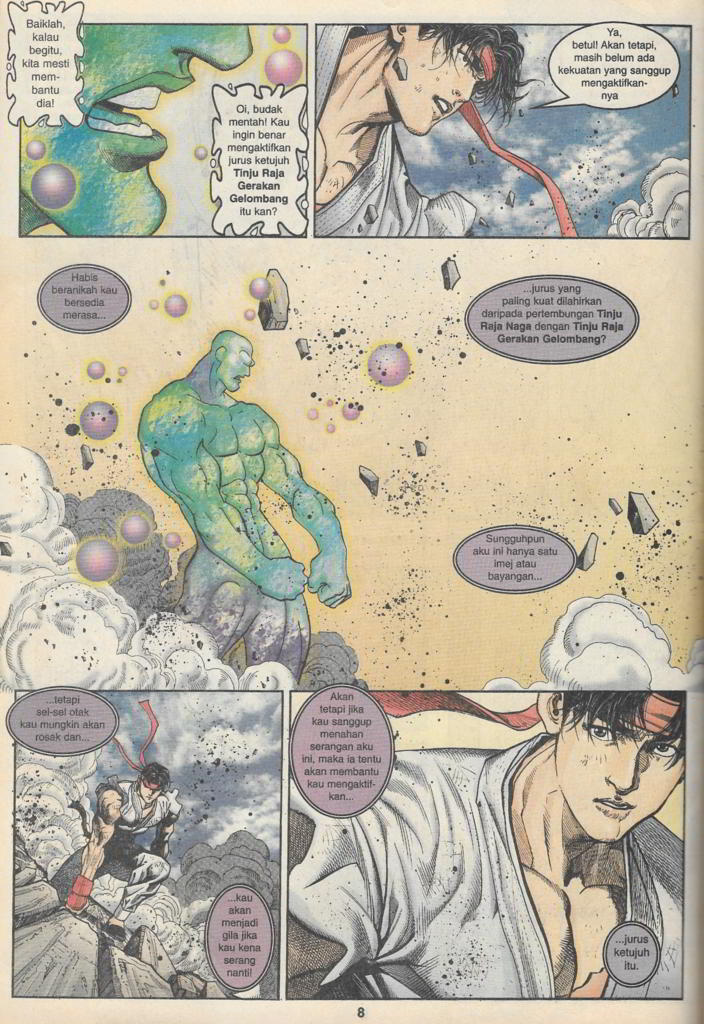 Baiklah,
kalau
begitu,
kita mesti
mem-
bantu
dia!
Oi, budak
mentah! Kau
ingin benar
mengaktifkan
jurus ketujuh
Tinju Raja
Gerakan
Gelombang
itu kan?
Ya,
betul! Akan tetapi,
masih belum ada
kekuatan yang sanggup
mengaktifkan-
nya
Habis
beranikah kau
bersedia
merasa...
...jurus yang
paling kuat dilahirkan
daripada pertembungan Tinju
Raja Naga dengan Tinju Raja
Gerakan Gelombang?
Sungguhpun
aku ini hanya satu
imej atau
bayangan...
...tetapi
sel-sel otak
kau mungkin akan
rosak dan...
...kau
akan
menjadi
gila jika
kau kena
serang
nanti!
Akan
tetapi jika
kau sanggup
menahan
serangan aku
ini, maka ia tentu
akan membantu
kau mengaktif-
kan...
...jurus
ketujuh
itu.
8